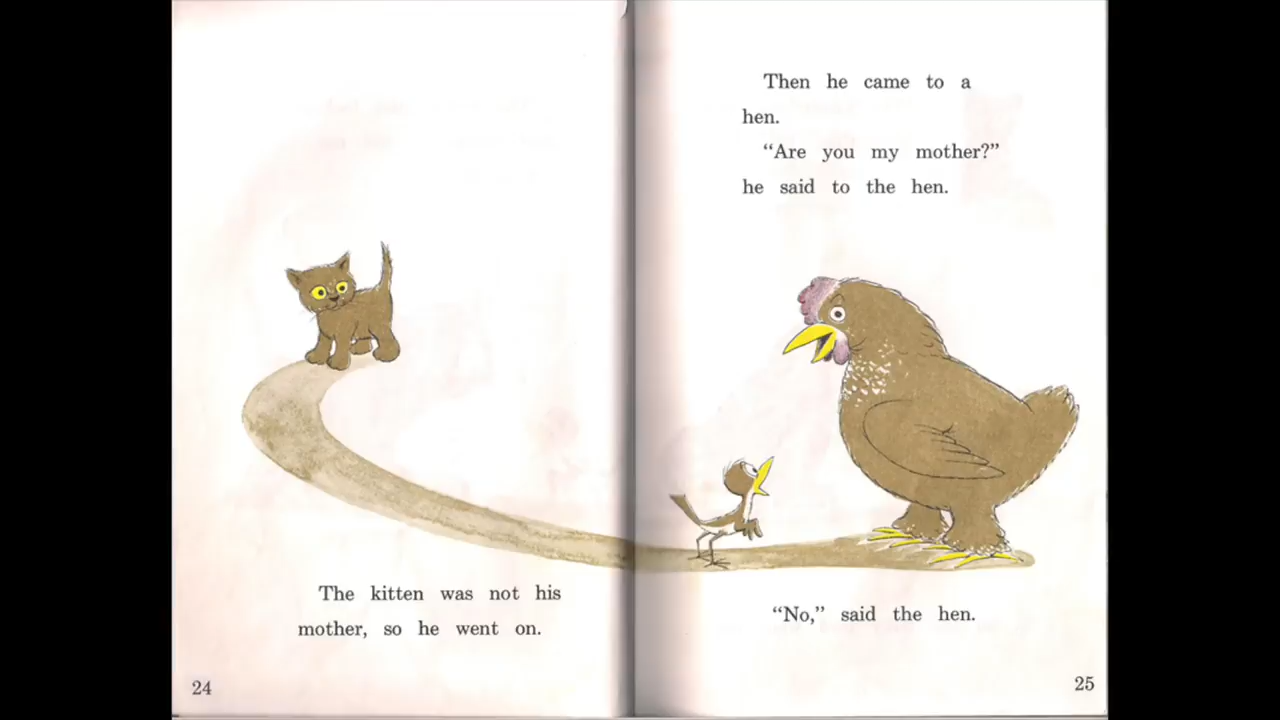 The kitten was not his
mother, so he went on.
24
Then he came to a
hen.
“Are you my mother?”
he said to the hen.
“No,” said the hen.
25